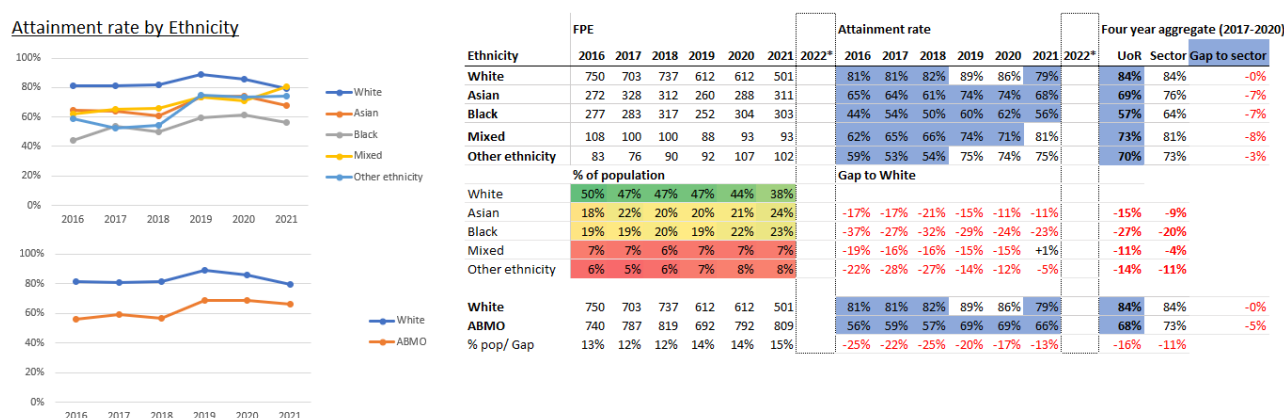 Attainment rate by Ethnicity
100%
80%
60%
40%
20%
0%
2016 2017 2018 2019 2020 2021
White
Asian
Black
Mixed
Other ethnicity
100%
80%
60%
40%
20%
0%
2016 2017 2018 2019 2020 2021
White
ABMO
FPE Attainment rate Four year aggregate (2017-2020)
Ethnicity 2016 2017 2018 2019 2020 2021 2022* 2016 2017 2018 2019 2020 2021 2022* UoR Sector Gap to sector
White 750 703 737 612 612 501 81% 81% 82% 89% 86% 79% 84% 84% -0%
Asian 272 328 312 260 288 311 65% 64% 61% 74% 74% 68% 69% 76% -7%
Black 277 283 317 252 304 303 44% 54% 50% 60% 62% 56% 57% 64% -7%
Mixed 108 100 100 88 93 93 62% 65% 66% 74% 71% 81% 73% 81% -8%
Other ethnicity 83 76 90 92 107 102 59% 53% 54% 75% 74% 75% 70% 73% -3%
% of population Gap to White
White 50% 47% 47% 47% 44% 38%
Asian 18% 22% 20% 20% 21% 24% -17% -17% -21% -15% -11% -11% -15% -9%
Black 19% 19% 20% 19% 22% 23% -37% -27% -32% -29% -24% -23% -27% -20%
Mixed 7% 7% 6% 7% 7% 7% -19% -16% -16% -15% -15% +1% -11% -4%
Other ethnicity 6% 5% 6% 7% 8% 8% -22% -28% -27% -14% -12% -5% -14% -11%
White 750 703 737 612 612 501 81% 81% 82% 89% 86% 79% 84% 84% -0%
ABMO 740 787 819 692 792 809 56% 59% 57% 69% 69% 66% 68% 73% -5%
% pop/ Gap 13% 12% 12% 14% 14% 15% -25% -22% -25% -20% -17% -13% -16% -11%